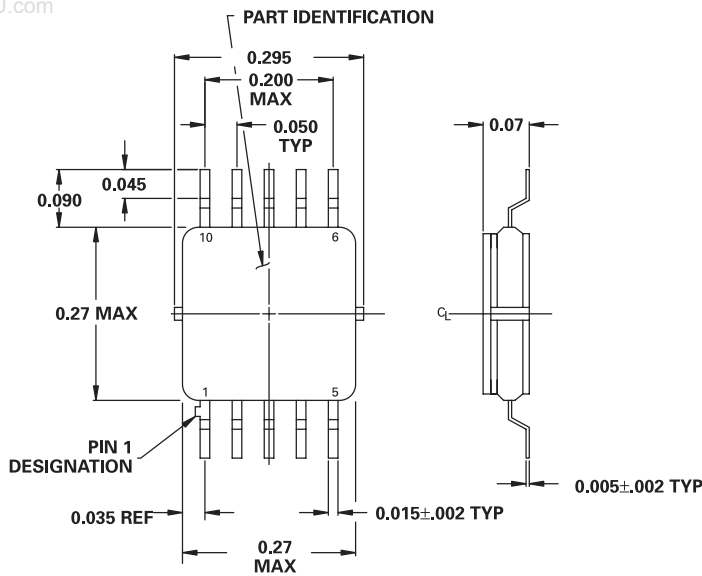 J.com
PART IDENTIFICATION
0.295
0.200
MAX
0.050
TYP
0.07
0.045
0.090
10
6
0.27 MAX
CL
1
5
PIN 1
DESIGNATION
0.005±.002 TYP
0.035 REF
0.015±.002 TYP
0.27
MAX